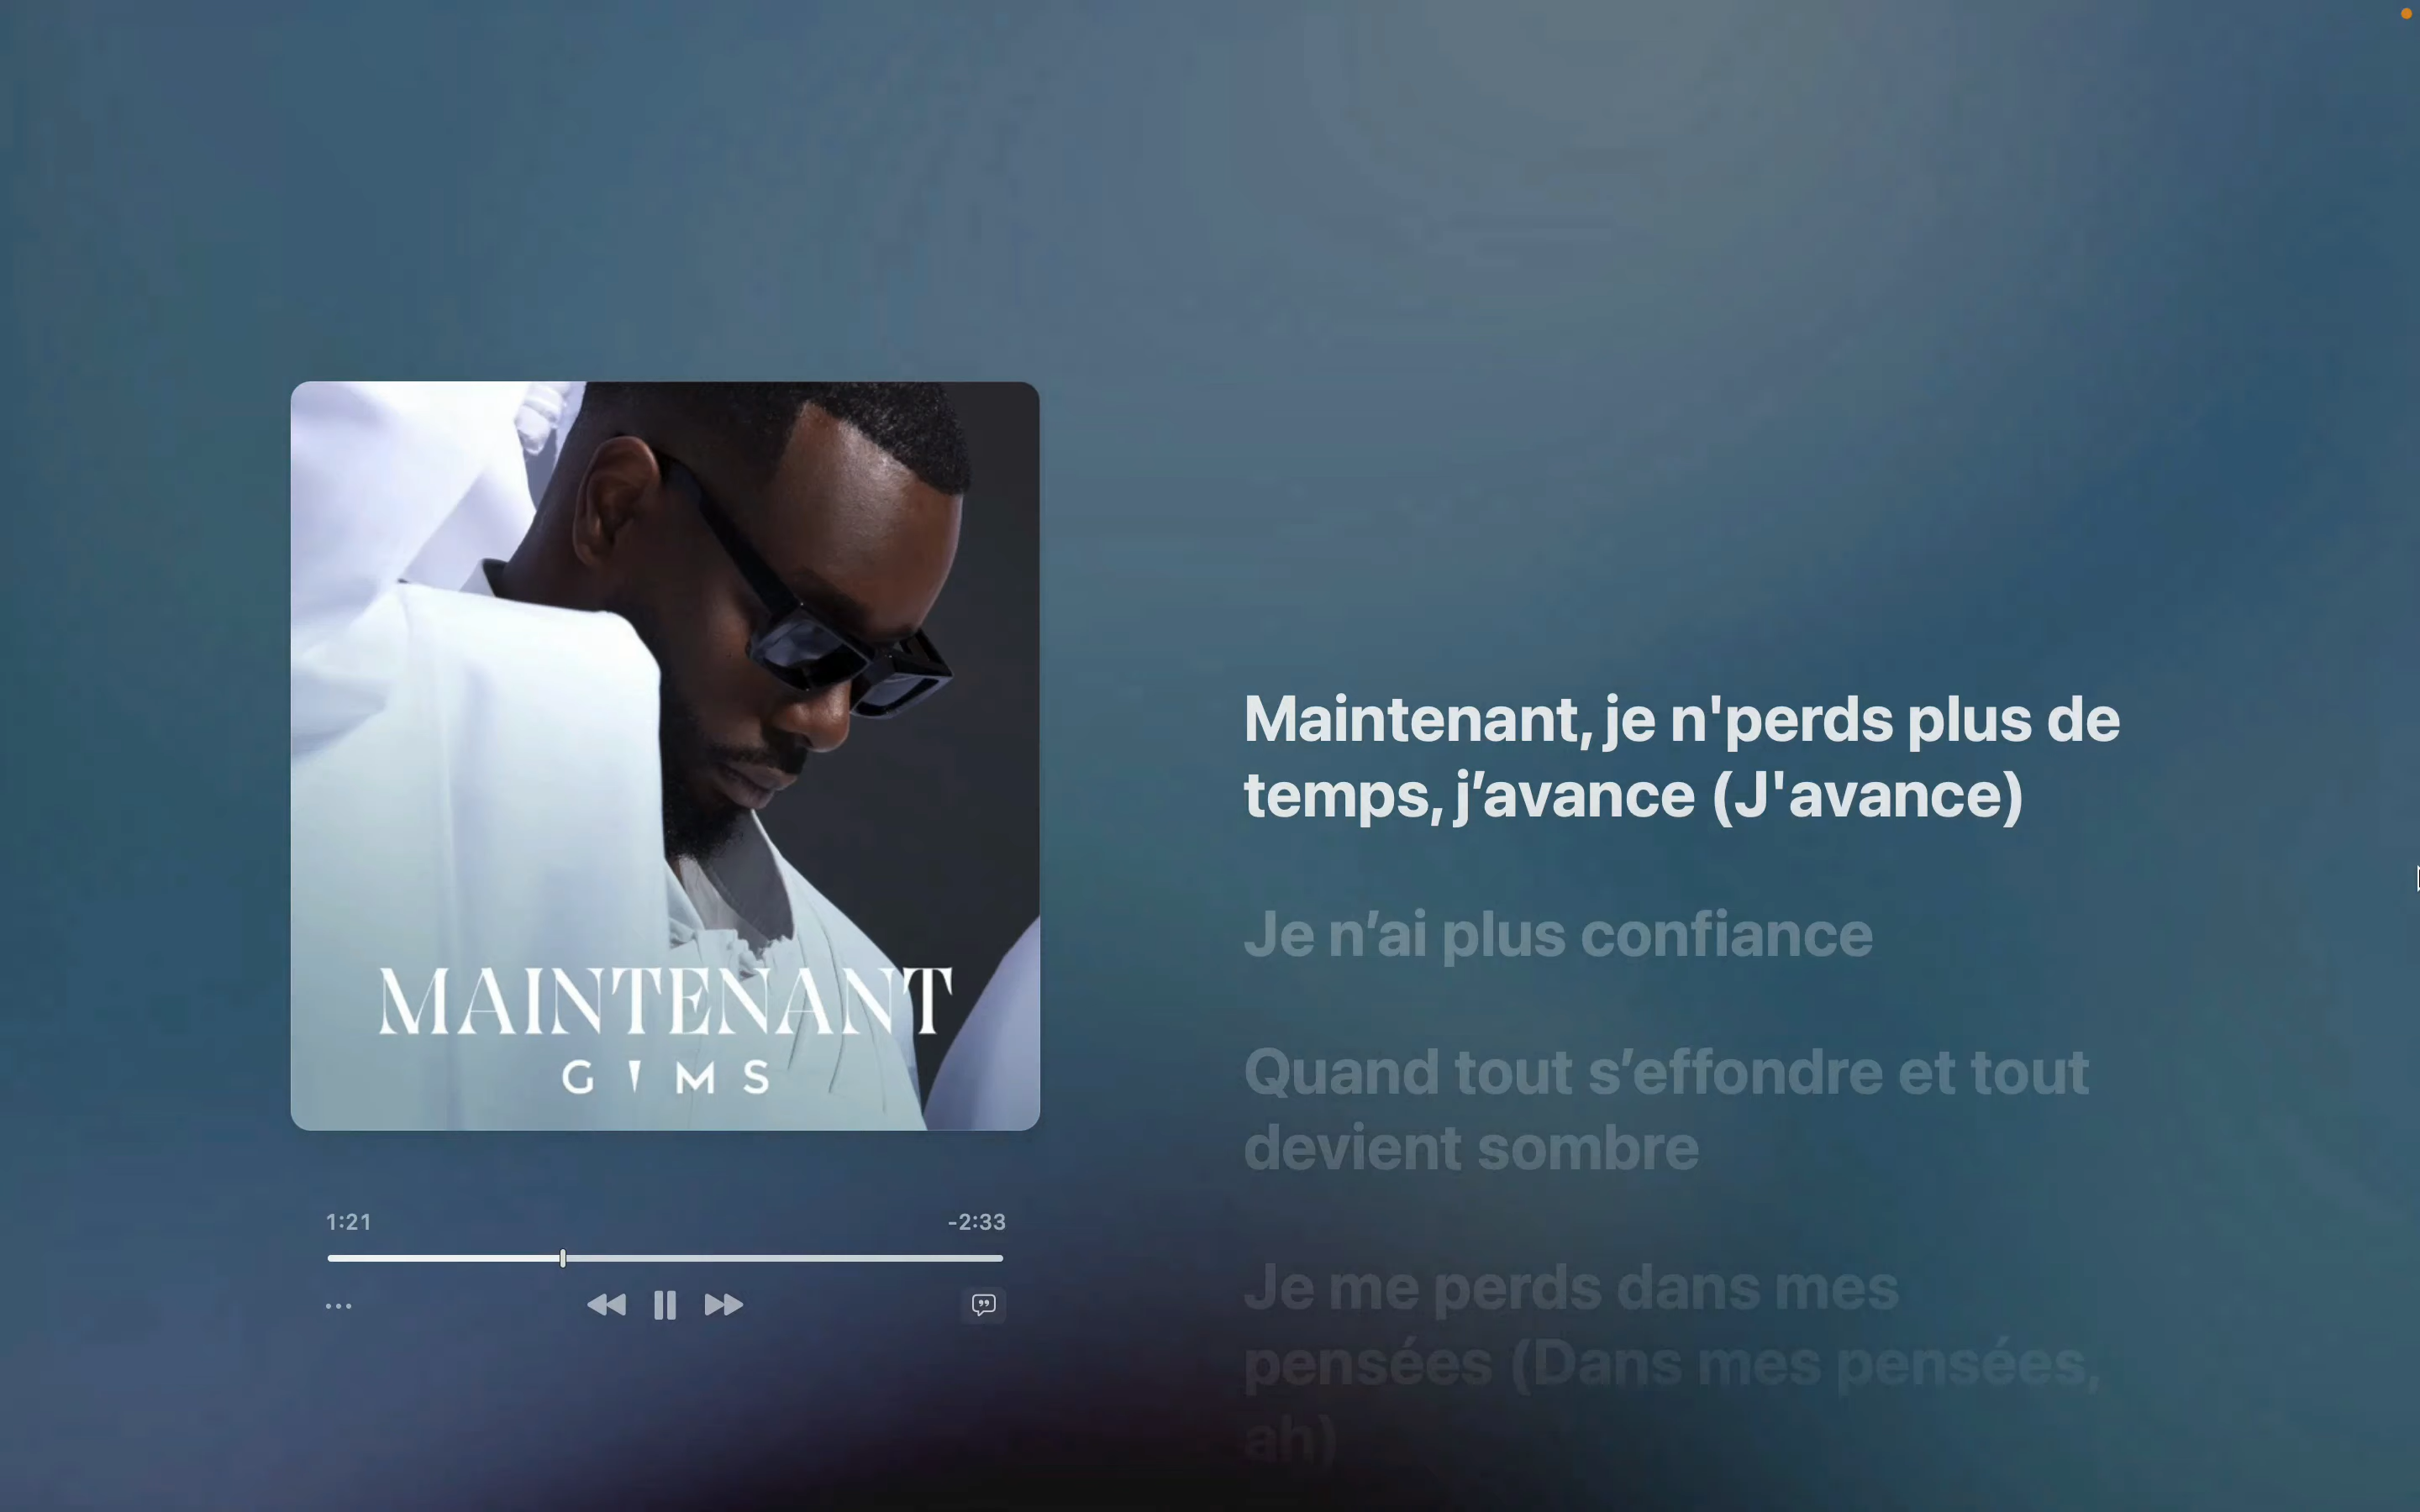 MAINTENANT
GIMS
1:21
-2:33
Maintenant, je n'perds plus de
temps, j’avance (J'avance)
Je n’ai plus confiance
Quand tout s’effondre et tout
devient sombre
Je me perds dans mes
pensées (Dans mes pensées,
ah)